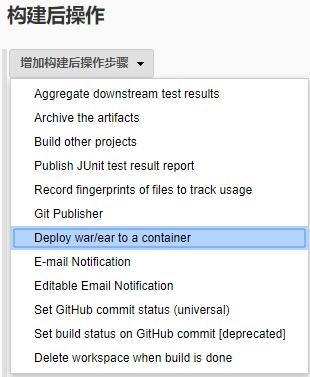 构建后操作
增加构建后操作步骤
Aggregate downstream test results
Archive the artifacts
Build other projects
Publish JUnit test result report
Record fingerprints of files to track usage
Git Publisher
Deploy war/ear to a container
E-mail Notification
Editable Email Notification
Set GitHub commit status (universal)
Set build status on GitHub commit [deprecated]
Delete workspace when build is done